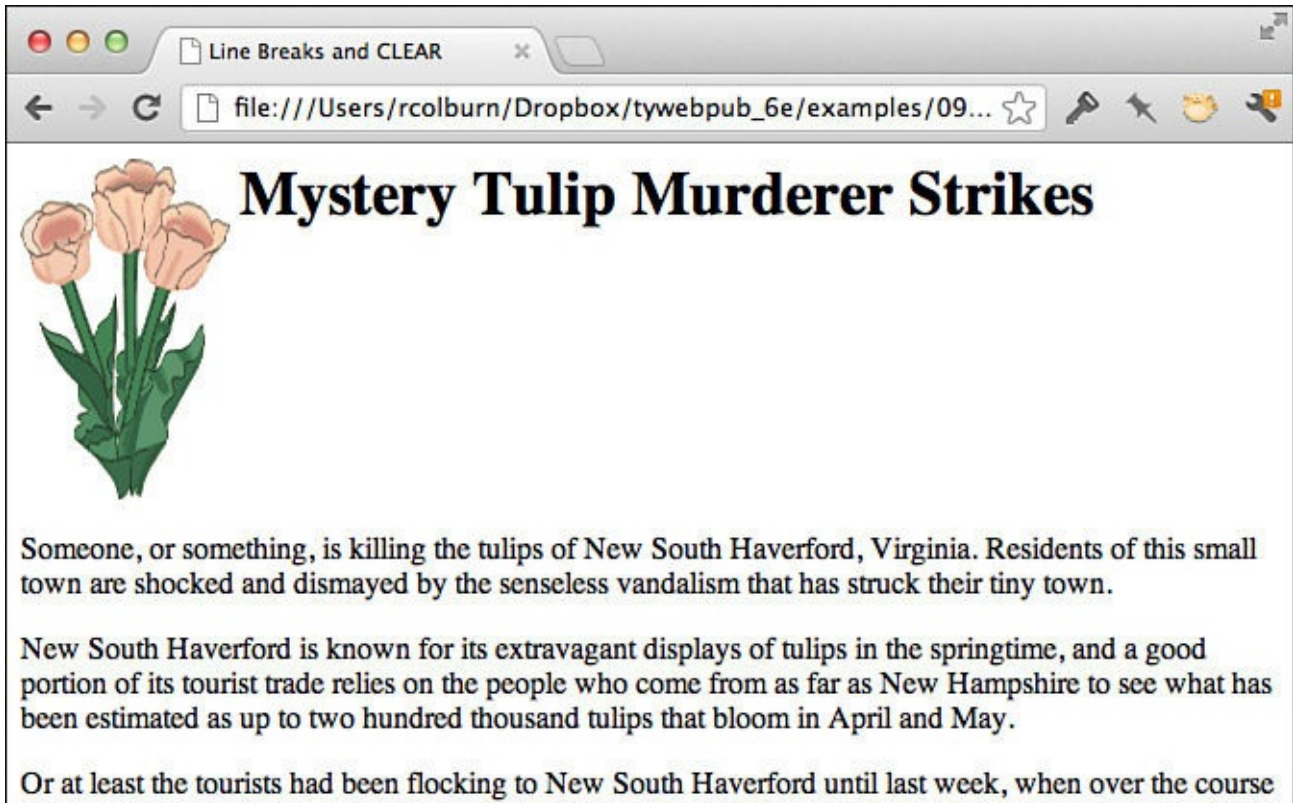 Line Breaks and CLEAR
file:///Users/rcolburn/Dropbox/tywebpub_6e/examples/09...
Mystery Tulip Murderer Strikes
Someone, or something, is killing the tulips of New South Haverford, Virginia. Residents of this small
town are shocked and dismayed by the senseless vandalism that has struck their tiny town.
New South Haverford is known for its extravagant displays of tulips in the springtime, and a good
portion of its tourist trade relies on the people who come from as far as New Hampshire to see what has
been estimated as up to two hundred thousand tulips that bloom in April and May.
Or at least the tourists had been flocking to New South Haverford until last week, when over the course